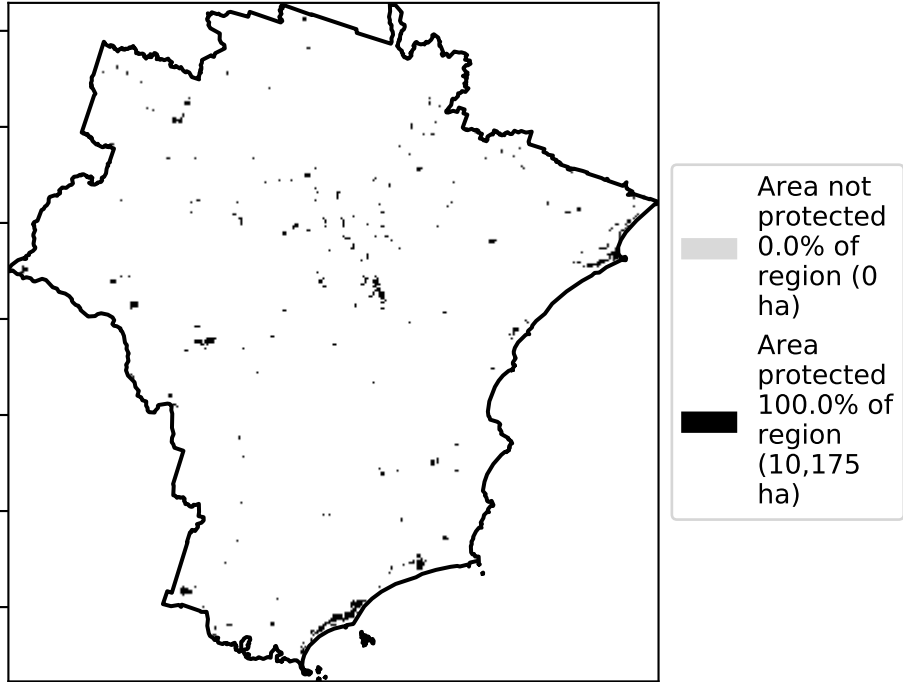 Area not
protected
0.0% of
region (0
ha)
Area
protected
100.0% of
region
(10,175
ha)